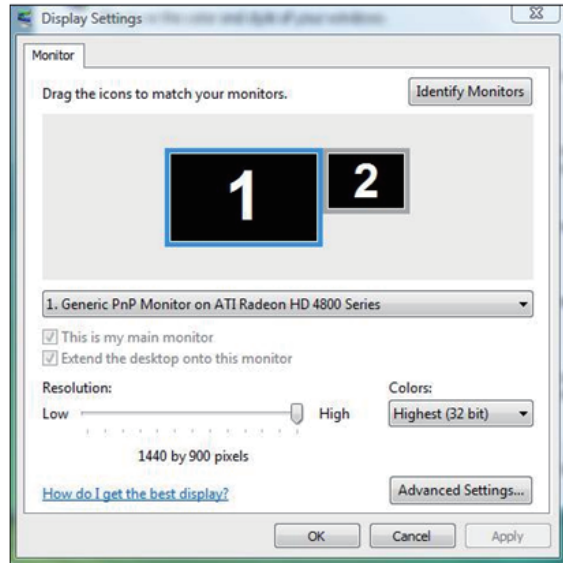 Display Settings
Monitor
Drag the icons to match your monitors.
Identify Monitors
1
2
1. Generic PnP Monitor on ATI Radeon HD 4800 Series
This is my main monitor
Extend the desktop onto this monitor
Resolution:
Colors:
Low
High
Highest (32 bit)
1440 by 900 pixels
How do I get the best display?
Advanced Settings...
OK
Cancel
Apply